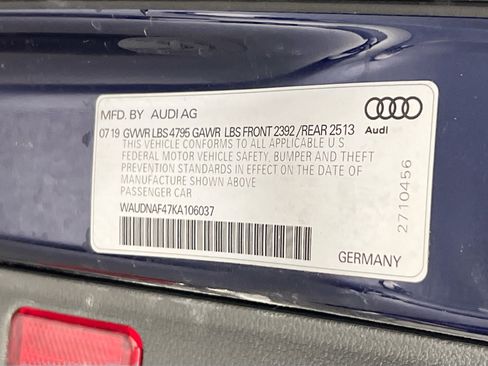 MFD. BY AUDI AG
07 19 GVWR LBS 4795 GAWR LBS FRONT 2392 / REAR 2513
THIS VEHICLE CONFORMS TO ALL APPLICABLE U S
FEDERAL MOTOR VEHICLE SAFETY, BUMPER AND THEFT
PREVENTION STANDARDS IN EFFECT ON THE DATE OF
MANUFACTURE SHOWN ABOVE
PASSENGER CAR
WAUDNAF47KA106037
GERMANY
Audi
2710456